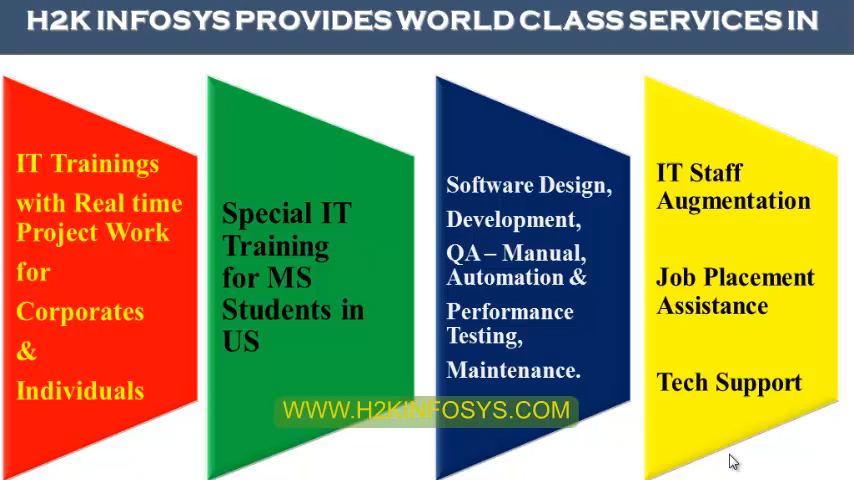 H2K INFOSYS PROVIDES WORLD CLASS SERVICES IN
IT Trainings
with Real time
Project Work
for
Corporates
&
Individuals
Special IT
Training
for MS
Students in
US
Software Design,
Development,
QA – Manual,
Automation &
Performance
Testing,
Maintenance.
IT Staff
Augmentation
Job Placement
Assistance
Tech Support
WWW.H2KINFOSYS.COM